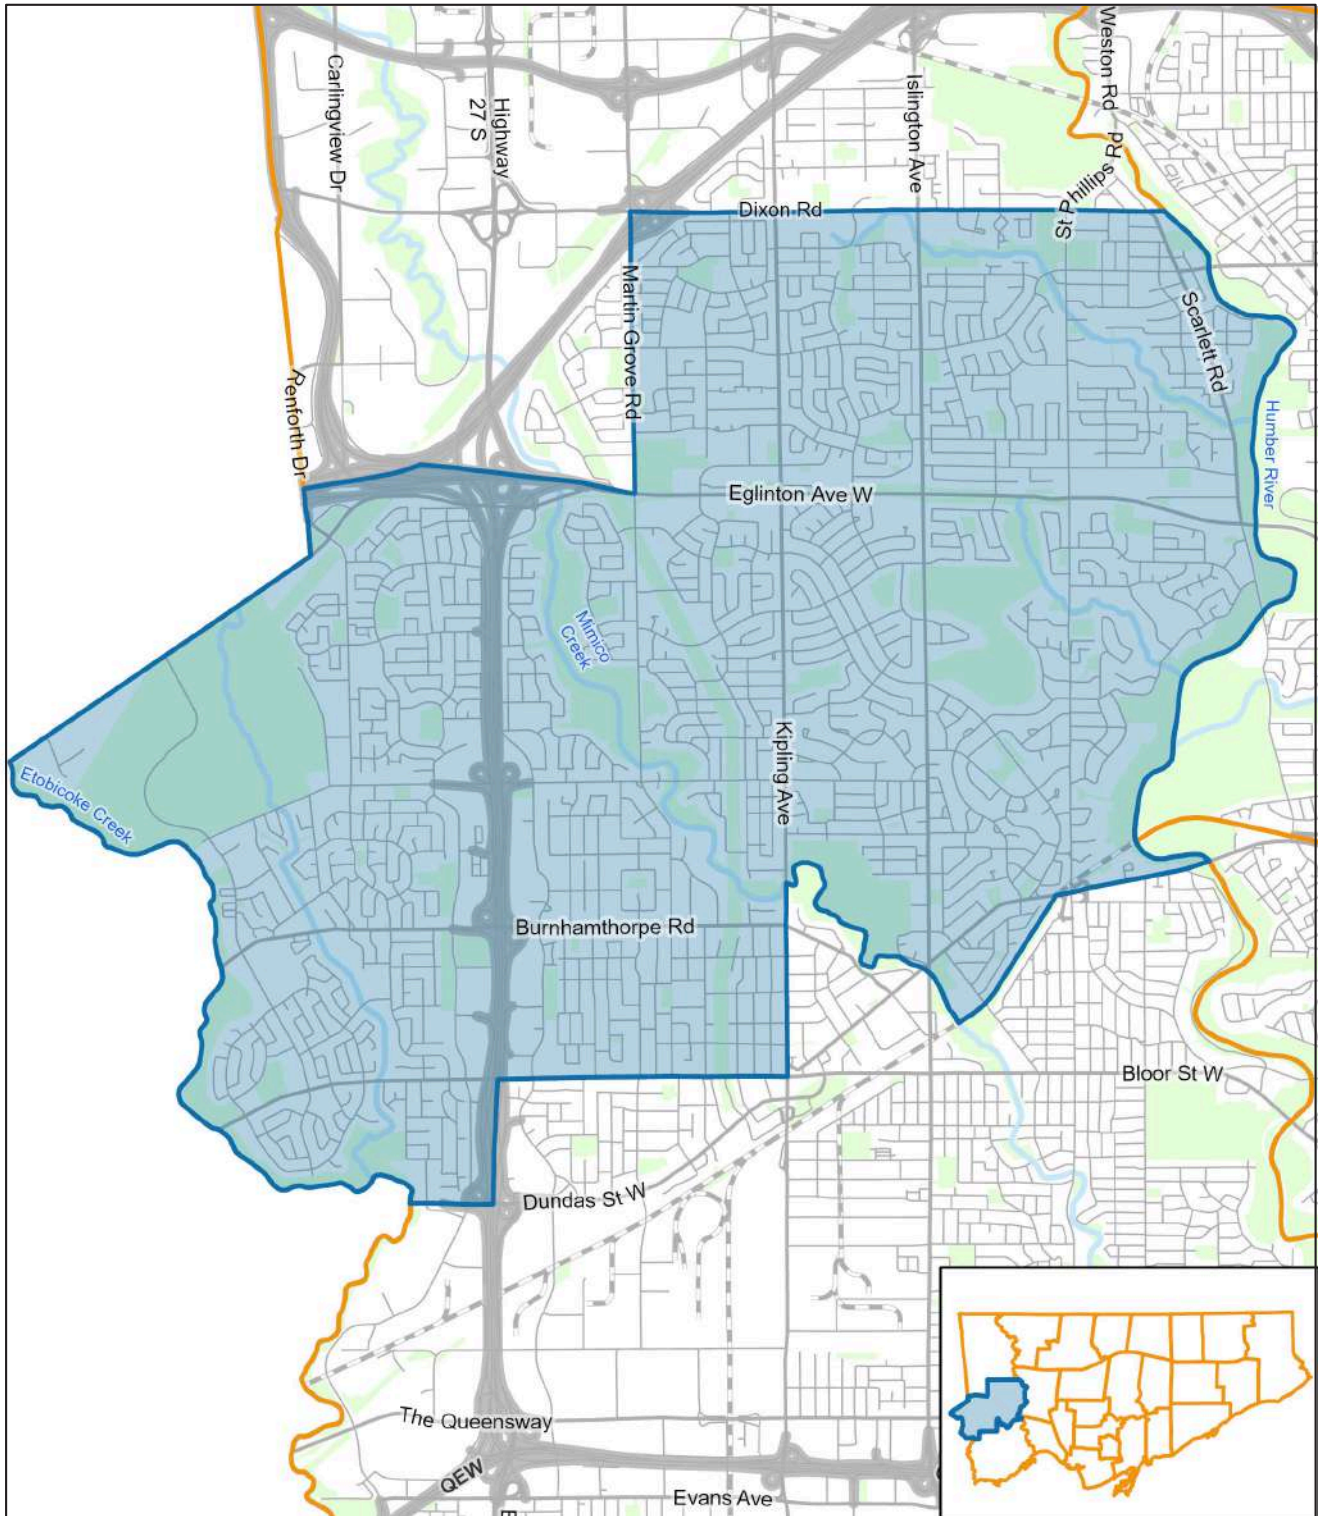 Weston Rd
Carlingview Dr
Highway
27 S
Islington Ave
St Phillips Rd
Dixon Rd
Martin Grove Rd
Scarlett Rd
Renforth Dr
Humber River
Eglinton Ave W
Mimico
Creek
Kipling Ave
Etobicoke Creek
Burnhamthorpe Rd
Bloor St W
Dundas St W
The Queensway
QEW
Evans Ave